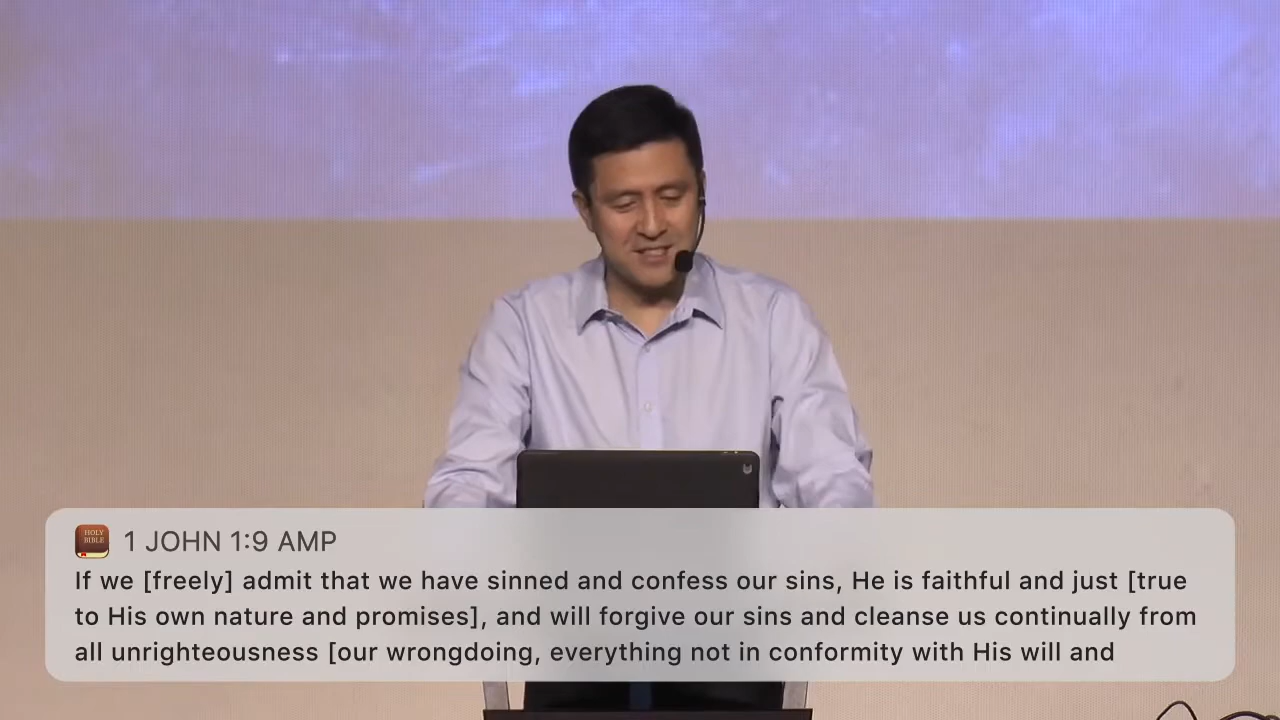 HOLY
BIBLE
1 JOHN 1:9 AMP
If we [freely] admit that we have sinned and confess our sins, He is faithful and just [true
to His own nature and promises], and will forgive our sins and cleanse us continually from
all unrighteousness [our wrongdoing, everything not in conformity with His will and